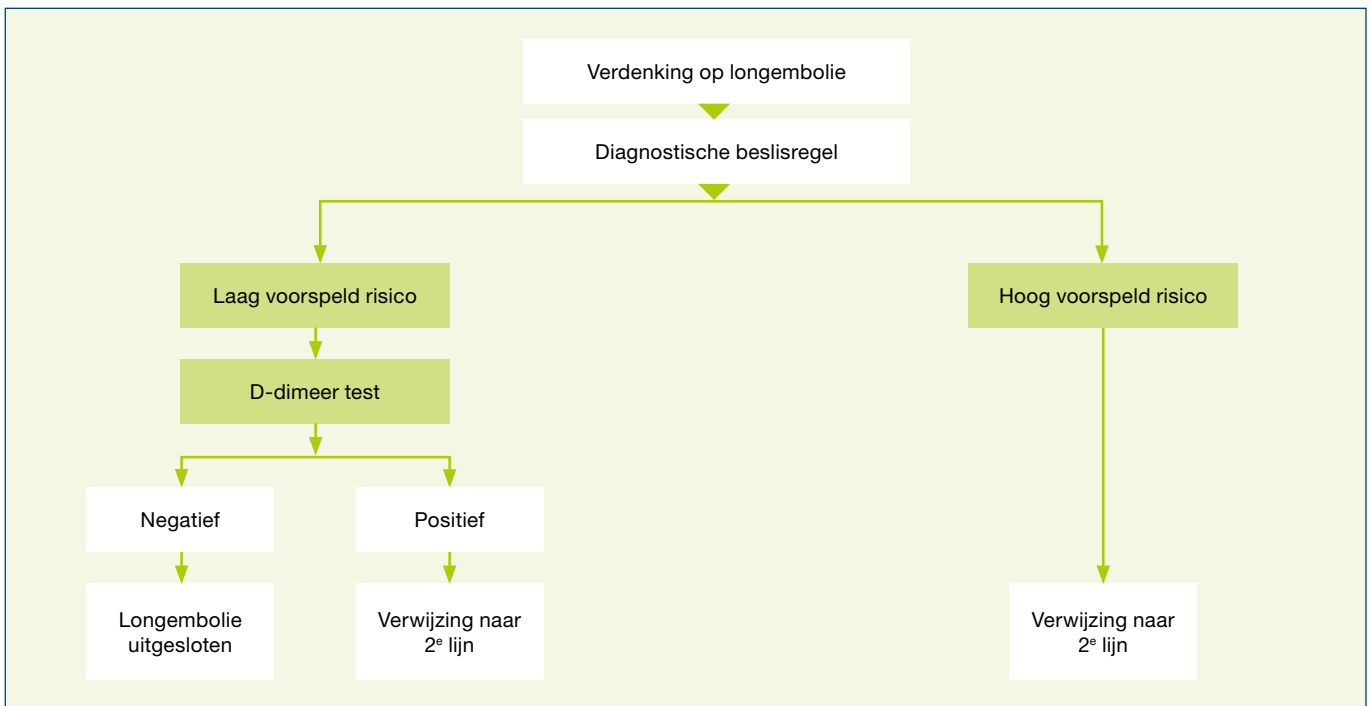 Verdenking op longembolie
Diagnostische beslisregel
Laag voorspeld risico
Hoog voorspeld risico
D-dimeer test
Negatief
Positief
Longembolie
uitgesloten
Verwijzing naar
2e lijn
Verwijzing naar
2e lijn